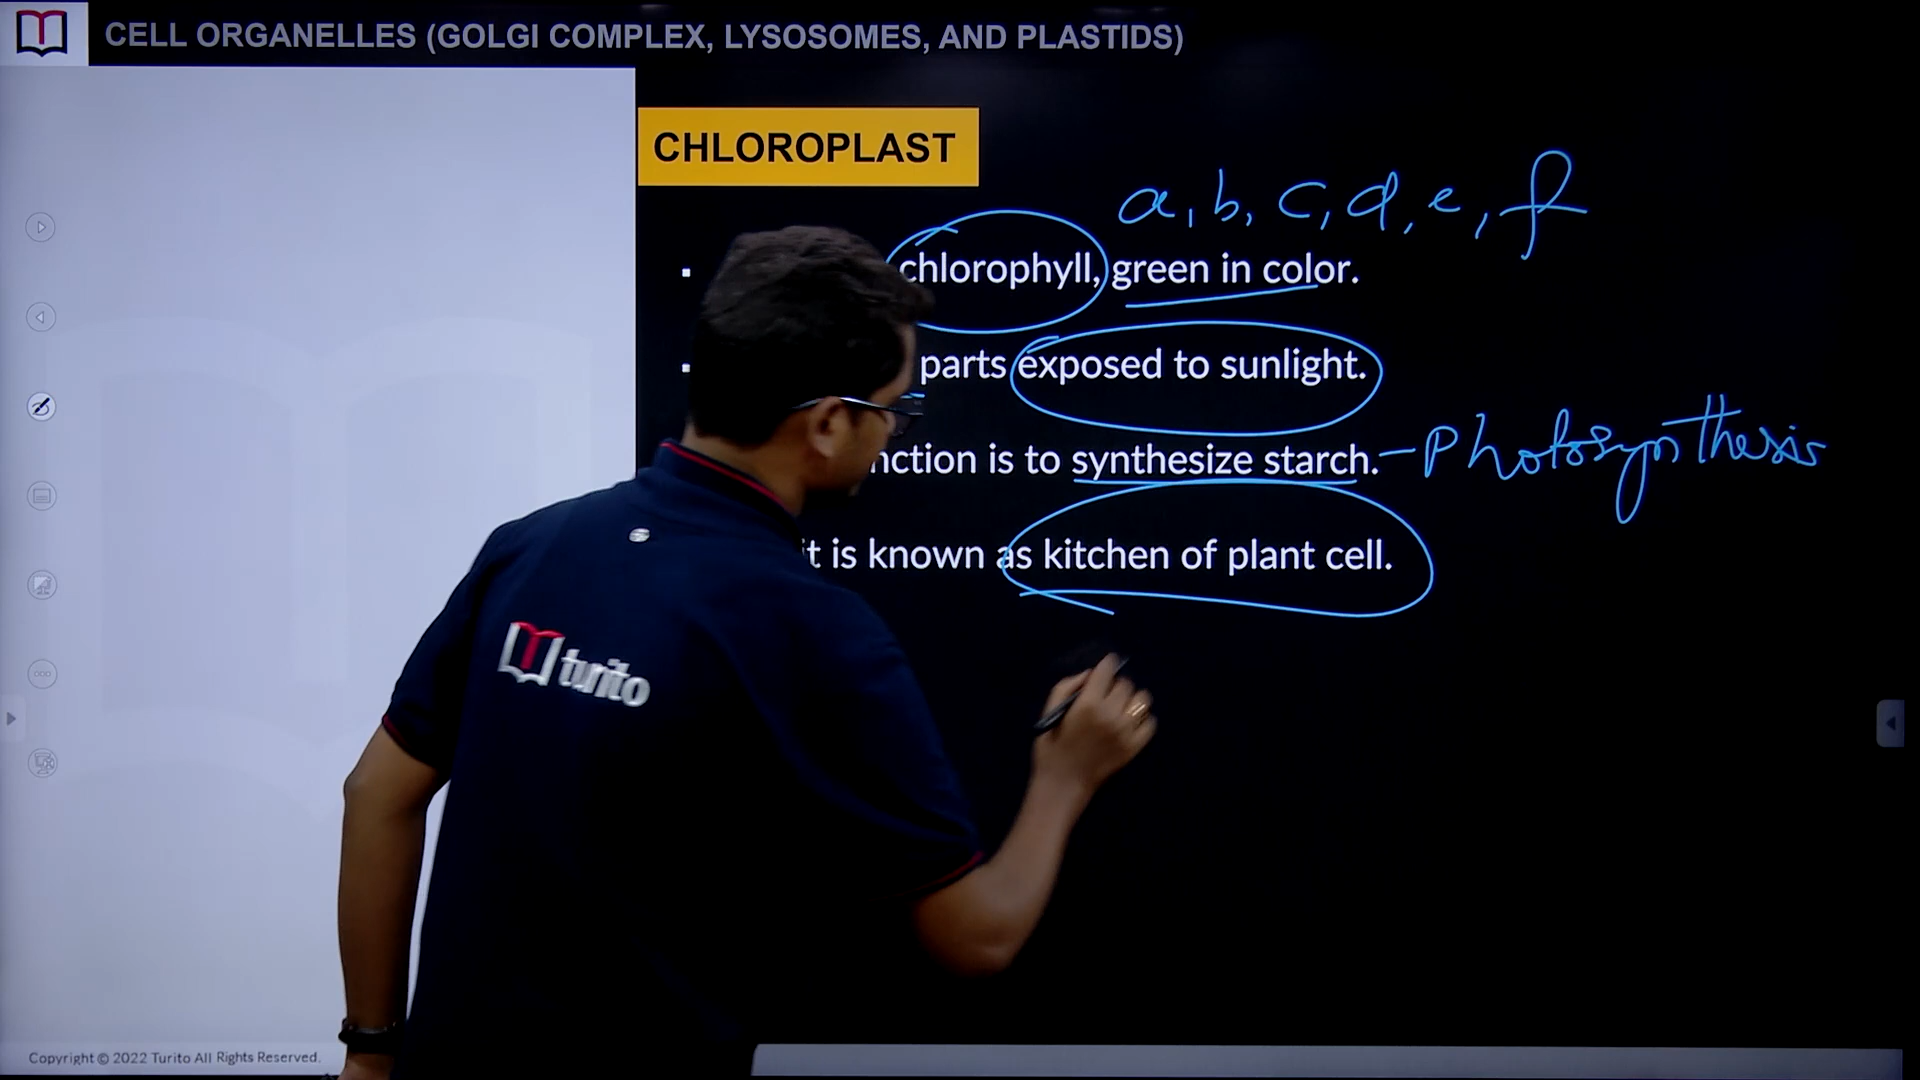 CELL ORGANELLES (GOLGI COMPLEX, LYSOSOMES, AND PLASTIDS)
CHLOROPLAST
a, b, c, d, e, f
chlorophyll, green in color.
parts exposed to sunlight.
nction is to synthesize starch. - Photosynthesis
it is known as kitchen of plant cell.
turito
Copyright © 2022 Turito All Rights Reserved.